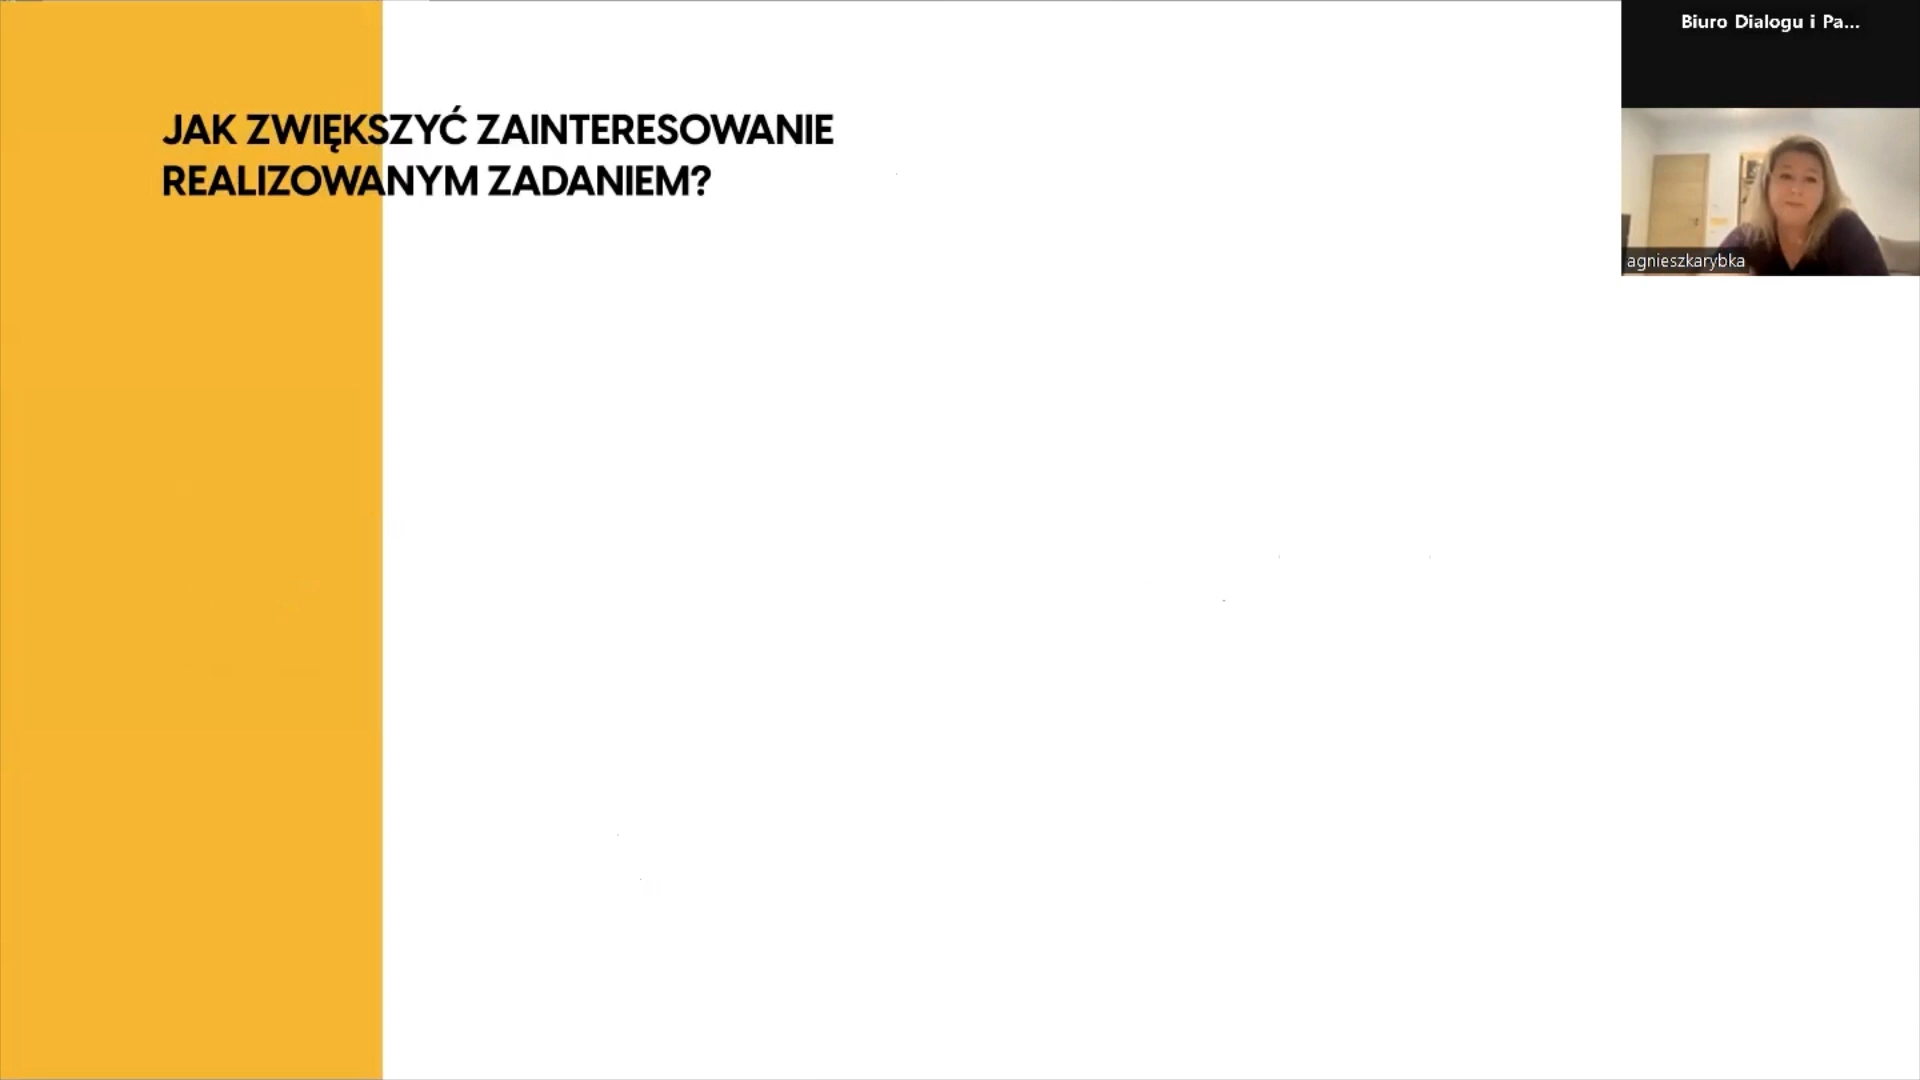 JAK ZWIĘKSZYĆ ZAINTERESOWANIE
REALIZOWANYM ZADANIEM?
Biuro Dialogu i Pa...
agnieszkarybka